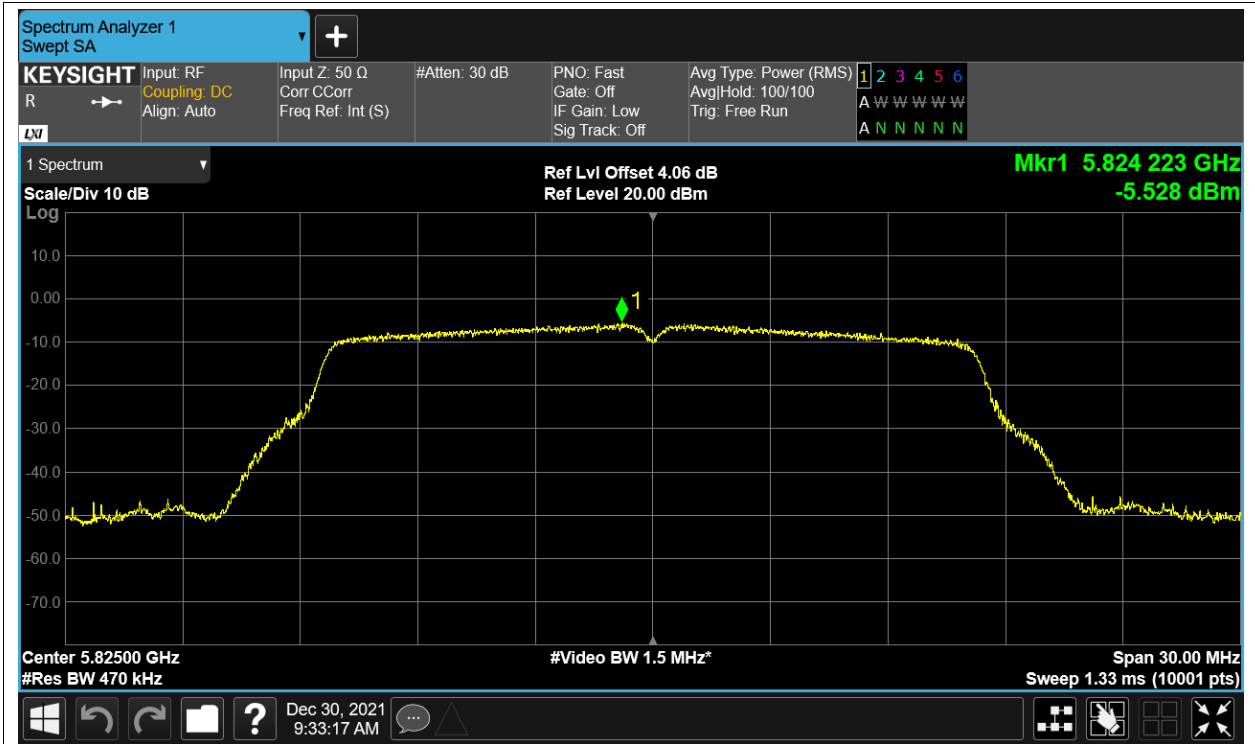 Spectrum Analyzer 1
Swept SA
KEYSIGHT
R
LXI
Input: RF
Coupling: DC
Align: Auto
Input Z: 50 Ω
Corr CCorr
Freq Ref: Int (S)
#Atten: 30 dB
PNO: Fast
Gate: Off
IF Gain: Low
Sig Track: Off
Avg Type: Power (RMS)
Avg|Hold: 100/100
Trig: Free Run
1 2 3 4 5 6
A W W W W W
A N N N N N
1 Spectrum
Scale/Div 10 dB
Log
Ref Lvl Offset 4.06 dB
Ref Level 20.00 dBm
Mkr1 5.824 223 GHz
-5.528 dBm
10.0
0.00
1
-10.0
-20.0
-30.0
-40.0
-50.0
-60.0
-70.0
Center 5.82500 GHz
#Res BW 470 kHz
#Video BW 1.5 MHz*
Span 30.00 MHz
Sweep 1.33 ms (10001 pts)
?
Dec 30, 2021
9:33:17 AM